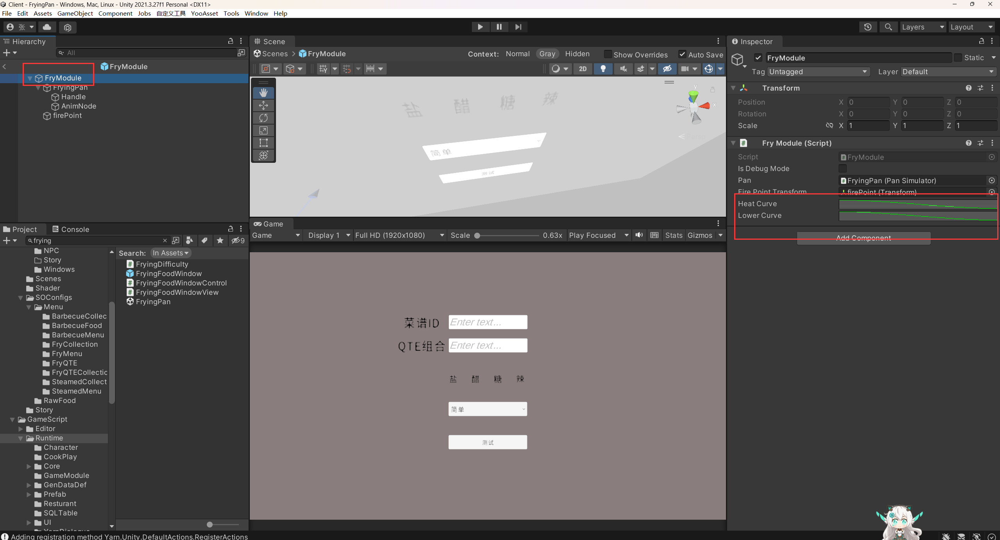 Client - FryingPan - Windows, Mac, Linux - Unity 2021.3.27f1 Personal <DX11>
File Edit Assets GameObject Component Jobs 自定义工具 YooAsset Tools Window Help
张
Layers
Layout
Hierarchy
All
FryModule
FryModule
FryingPan
Handle
AnimNode
firePoint
Scene
Scenes
FryModule
Context:
Normal
Gray
Hidden
Show Overrides
Auto Save
2D
y
x
盐 醋 糖 辣
简单
测试
Game
Game
Display 1
Full HD (1920x1080)
Scale
0.63x
Play Focused
Stats
Gizmos
菜谱ID
Enter text...
QTE组合
Enter text...
盐 醋 糖 辣
简单
测试
Project
Console
frying
9
NPC
Story
Windows
Scenes
Shader
SOConfigs
Menu
BarbecueCollec
BarbecueFood
BarbecueMenu
FryCollection
FryMenu
FryQTE
FryQTECollectic
SteamedCollect
SteamedMenu
RawFood
Story
GameScript
Editor
Runtime
Character
CookPlay
Core
GameModule
GenDataDef
Prefab
Resturant
SQLTable
UI
YarnDialogue
Search:
In Assets
FryingDifficulty
FryingFoodWindow
FryingFoodWindowControl
FryingFoodWindowView
FryingPan
Inspector
FryModule
Static
Tag
Untagged
Layer
Default
Transform
Position X 0 Y 0 Z 0
Rotation X 0 Y 0 Z 0
Scale X 1 Y 1 Z 1
Fry Module (Script)
Script
FryModule
Is Debug Mode
Pan
FryingPan (Pan Simulator)
Fire Point Transform
firePoint (Transform)
Heat Curve
Lower Curve
Add Component
Adding registration method Yarn.Unity.DefaultActions.RegisterActions